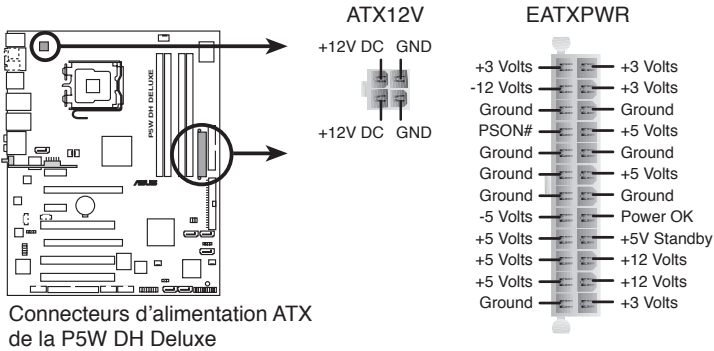 ATX12V
EATXPWR
+12V DC GND
+12V DC GND
P5W DH DELUXE
/ISUS
+3 Volts +3 Volts
-12 Volts +3 Volts
Ground Ground
PSON# +5 Volts
Ground Ground
Ground +5 Volts
Ground Ground
-5 Volts Power OK
+5 Volts +5V Standby
+5 Volts +12 Volts
+5 Volts +12 Volts
Ground +3 Volts
Connecteurs d’alimentation ATX
de la P5W DH Deluxe